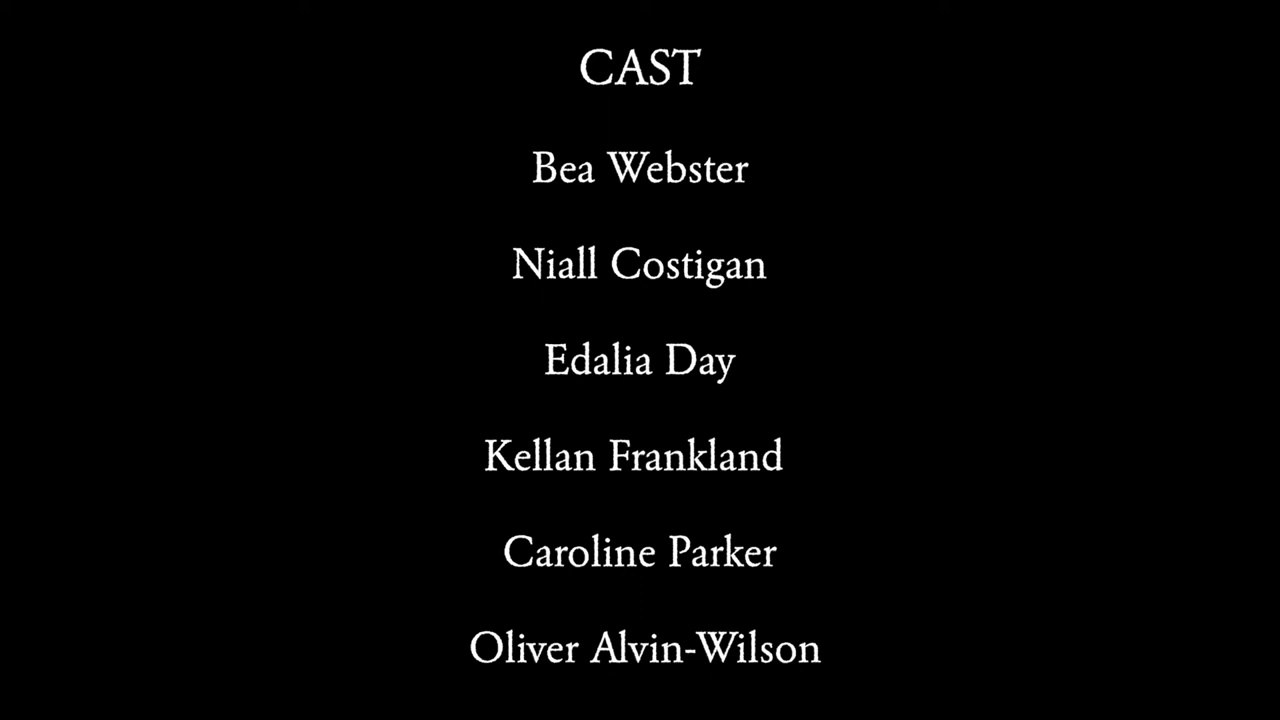 CAST
Bea Webster
Niall Costigan
Edalia Day
Kellan Frankland
Caroline Parker
Oliver Alvin-Wilson